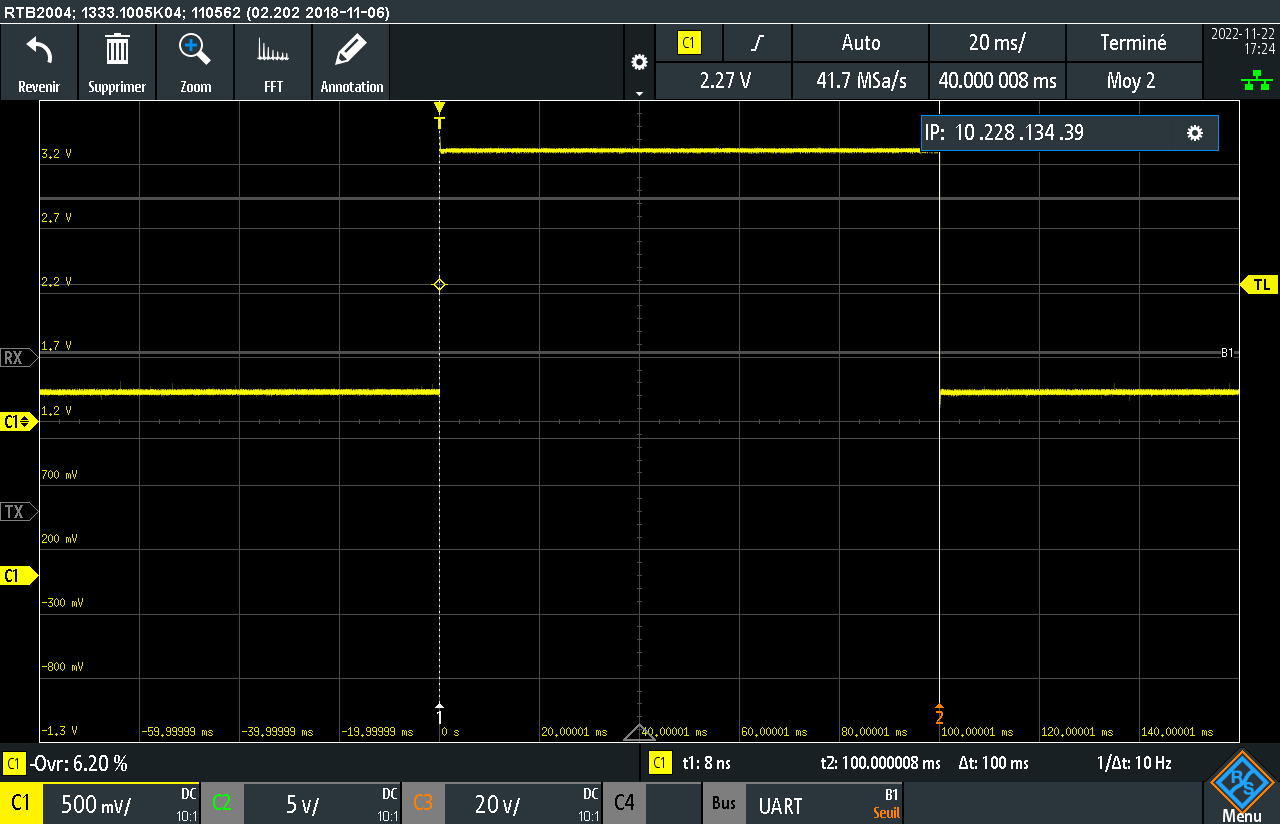 RTB2004; 1333.1005K04; 110562 (02.202 2018-11-06)
Revenir
Supprimer
Zoom
FFT
Annotation
C1 Auto 20 ms/ Terminé
2.27 V 41.7 MSa/s 40.000 008 ms Moy 2
2022-11-22
17:24
T
IP: 10.228.134.39
3.2 V
2.7 V
2.2 V
TL
1.7 V
RX
B1
1.2 V
C1
700 mV
TX
200 mV
C1
-300 mV
-800 mV
1
2
-1.3 V
-59,99999 ms
-39,99999 ms
-19,99999 ms
0 s
20,00001 ms
40,00001 ms
60,00001 ms
80,00001 ms
100,00001 ms
120,00001 ms
140,00001 ms
C1 -Ovr: 6.20 %
C1 t1: 8 ns t2: 100.000008 ms Δt: 100 ms 1/Δt: 10 Hz
C1 500 mV/ DC 10:1
C2 5 V/ DC 10:1
C3 20 V/ DC 10:1
C4
Bus UART B1 Seuil
R&S
Menu